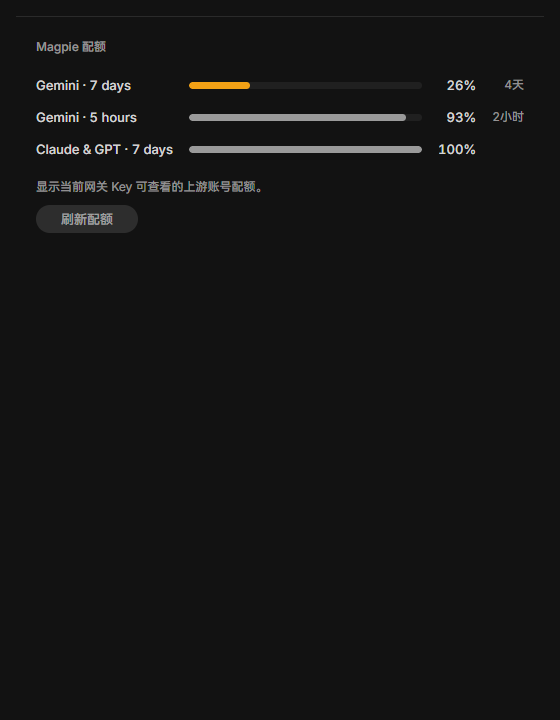 Magpie 配额
Gemini · 7 days 26% 4天
Gemini · 5 hours 93% 2小时
Claude & GPT · 7 days 100%
显示当前网关 Key 可查看的上游账号配额。
刷新配额